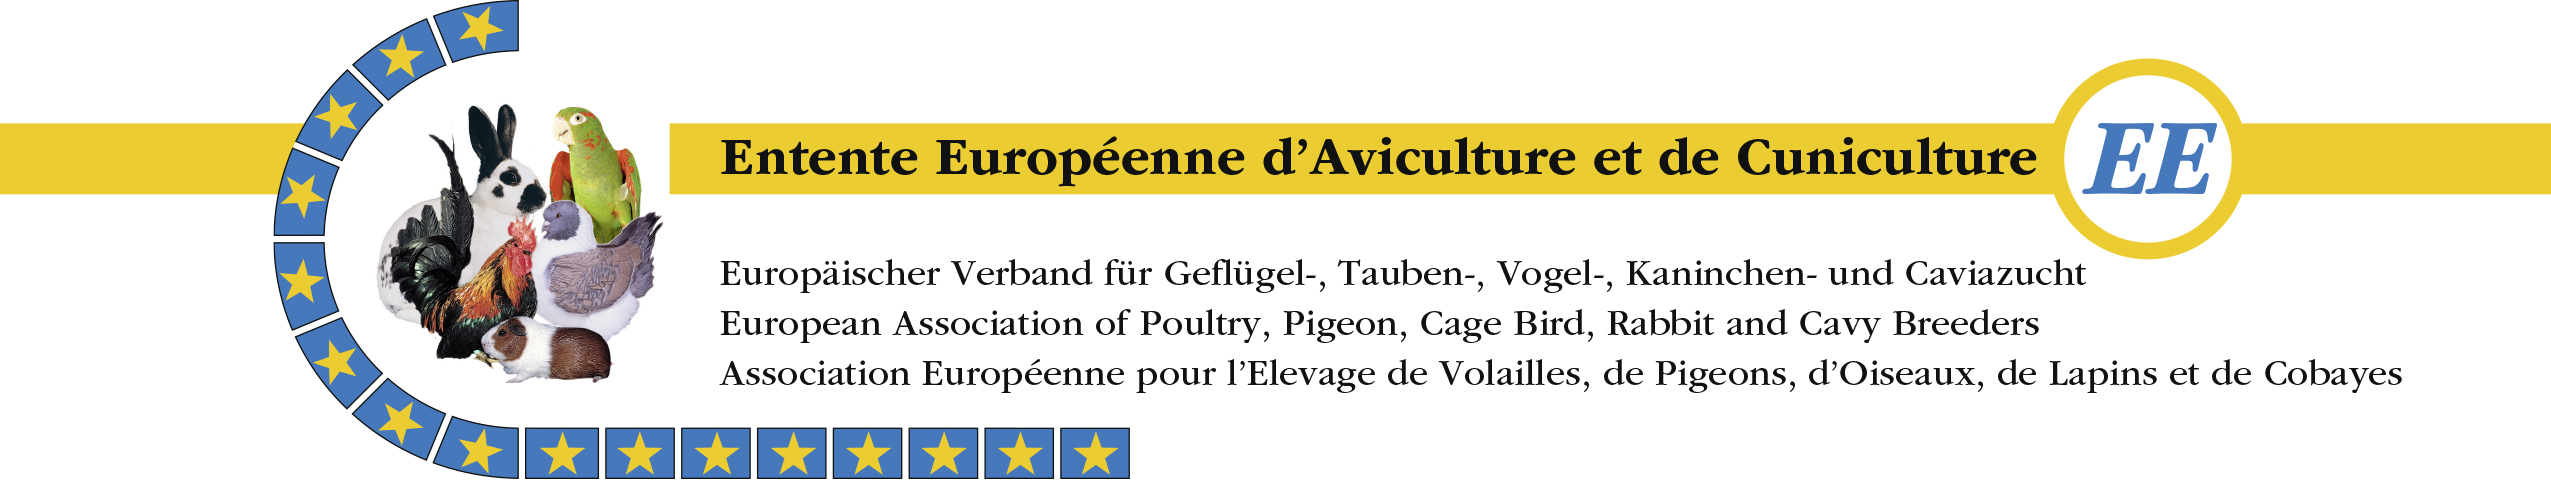 Entente Européenne d’Aviculture et de Cuniculture
EE
Europäischer Verband für Geflügel-, Tauben-, Vogel-, Kaninchen- und Caviazucht
European Association of Poultry, Pigeon, Cage Bird, Rabbit and Cavy Breeders
Association Européenne pour l’Elevage de Volailles, de Pigeons, d’Oiseaux, de Lapins et de Cobayes